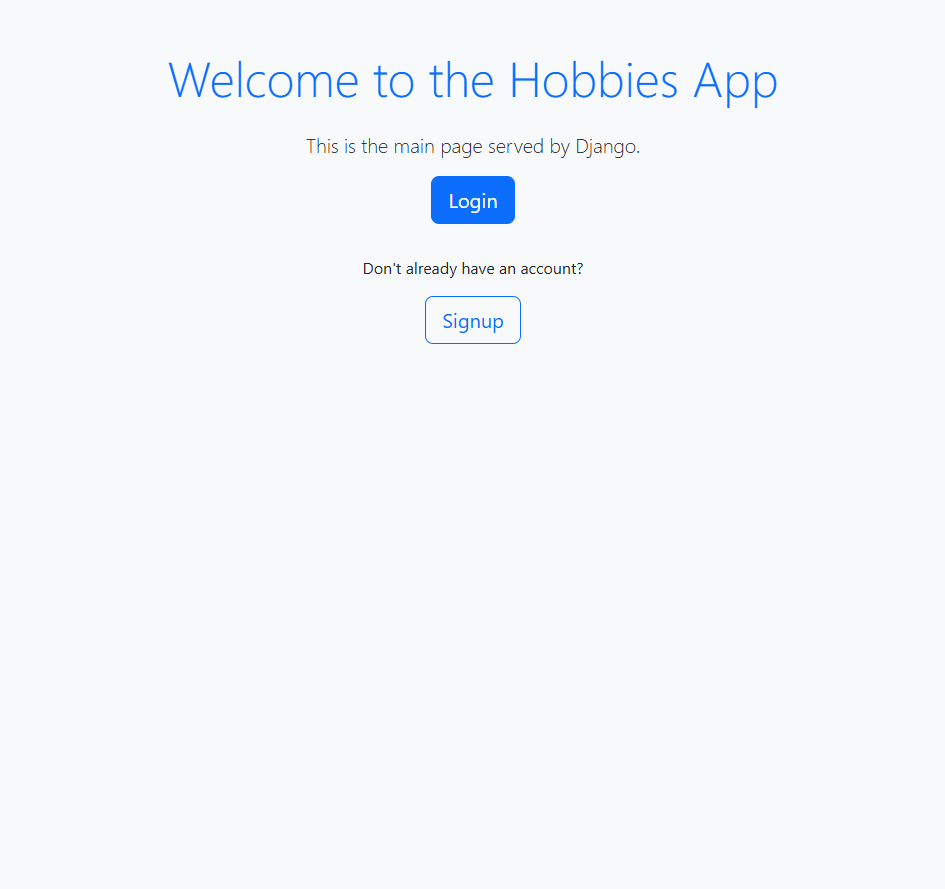 Welcome to the Hobbies App
This is the main page served by Django.
Login
Don't already have an account?
Signup